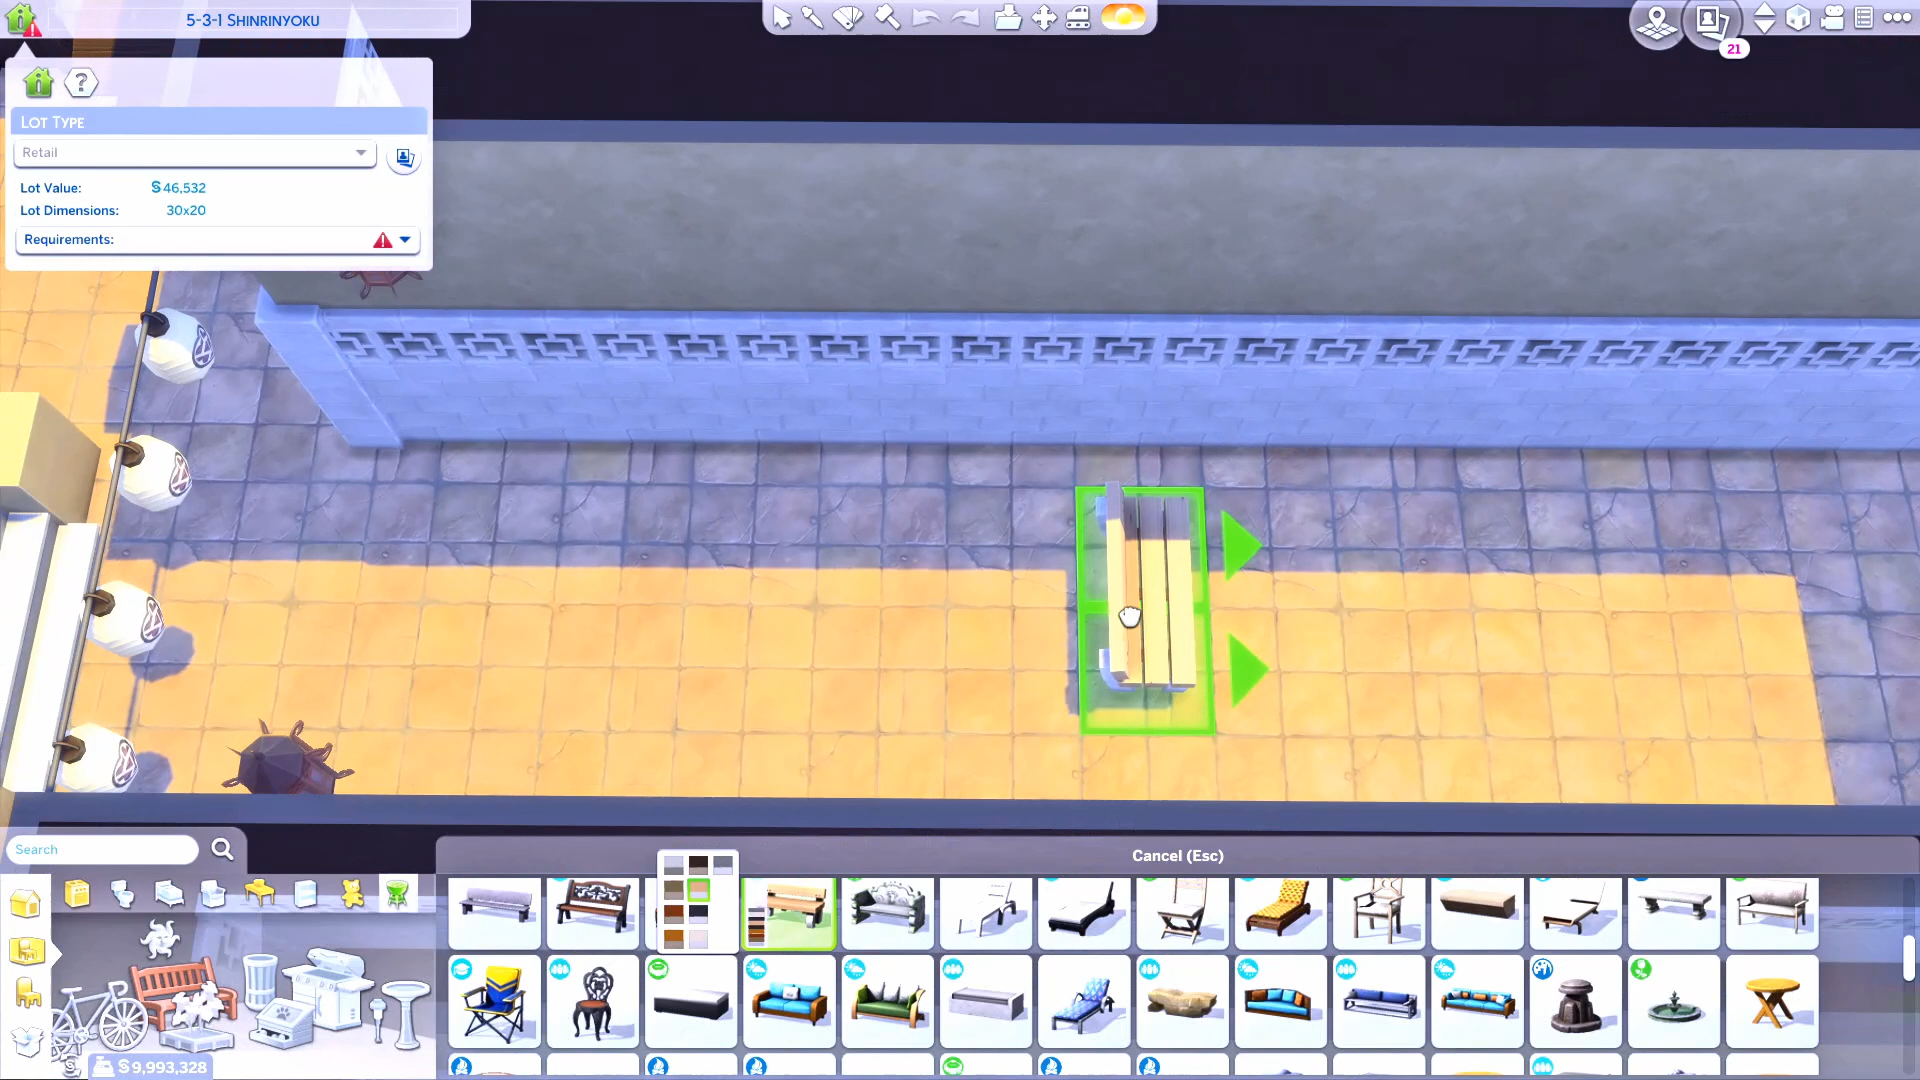 5-3-1 Shinrinyoku
21
?
Lot Type
Retail
Lot Value: §46,532
Lot Dimensions: 30x20
Requirements:
Search
Cancel (Esc)
§9,993,328